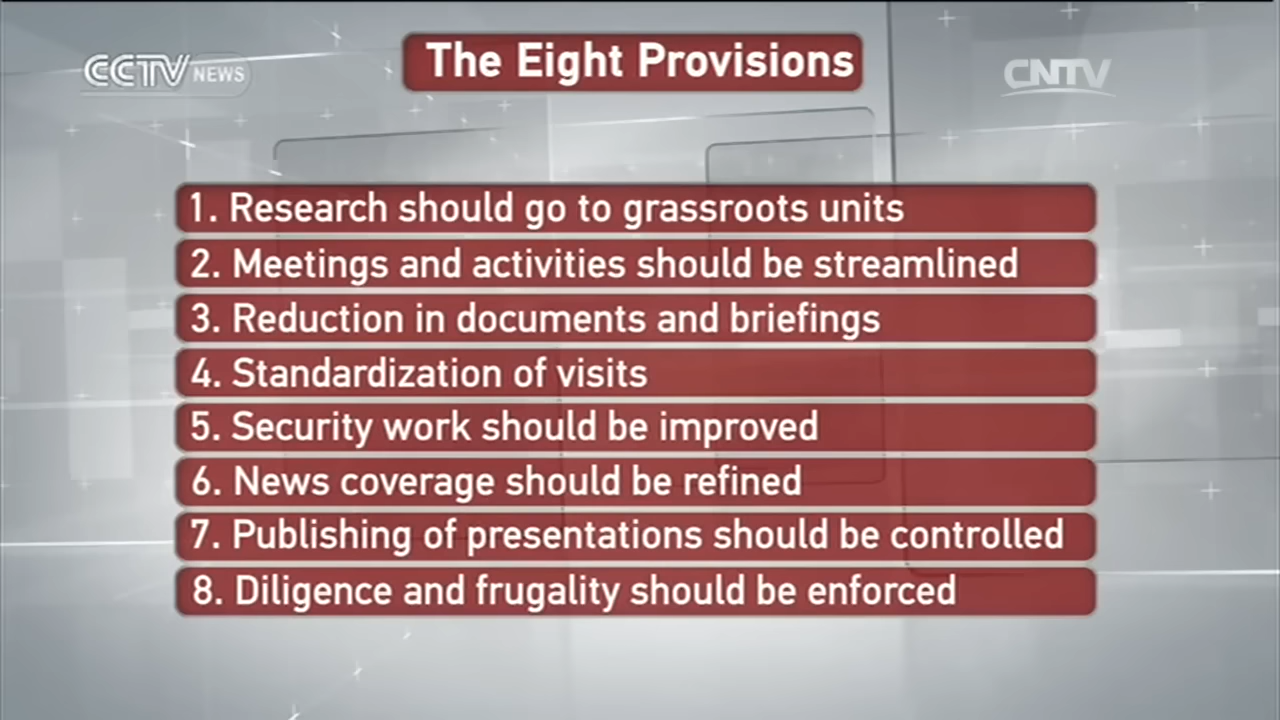 CCTV NEWS
The Eight Provisions
CNTV
1. Research should go to grassroots units
2. Meetings and activities should be streamlined
3. Reduction in documents and briefings
4. Standardization of visits
5. Security work should be improved
6. News coverage should be refined
7. Publishing of presentations should be controlled
8. Diligence and frugality should be enforced